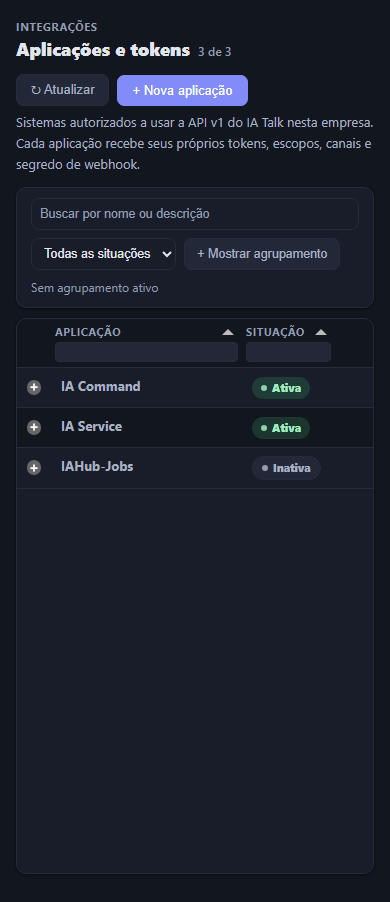 INTEGRAÇÕES
Aplicações e tokens 3 de 3
↻ Atualizar
+ Nova aplicação
Sistemas autorizados a usar a API v1 do IA Talk nesta empresa.
Cada aplicação recebe seus próprios tokens, escopos, canais e
segredo de webhook.
Buscar por nome ou descrição
Todas as situações
+ Mostrar agrupamento
Sem agrupamento ativo
APLICAÇÃO SITUAÇÃO
IA Command Ativa
IA Service Ativa
IAHub-Jobs Inativa